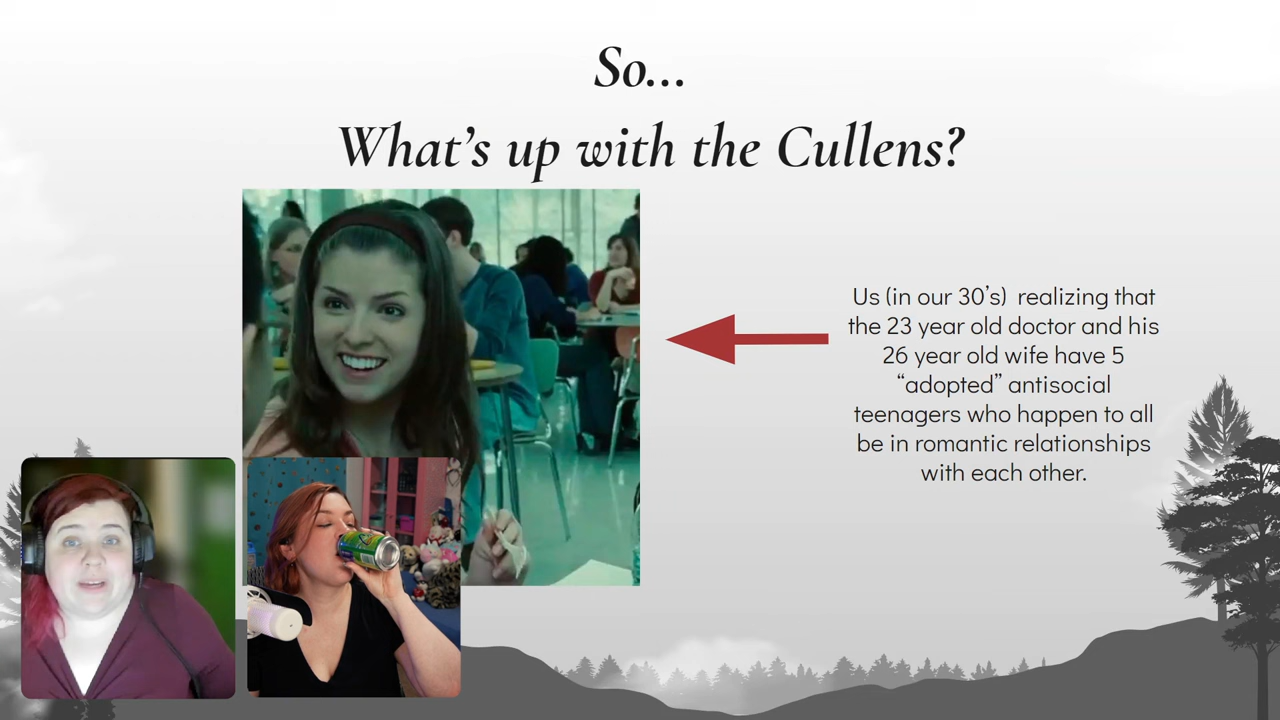 So...
What's up with the Cullens?
Us (in our 30's) realizing that
the 23 year old doctor and his
26 year old wife have 5
“adopted” antisocial
teenagers who happen to all
be in romantic relationships
with each other.